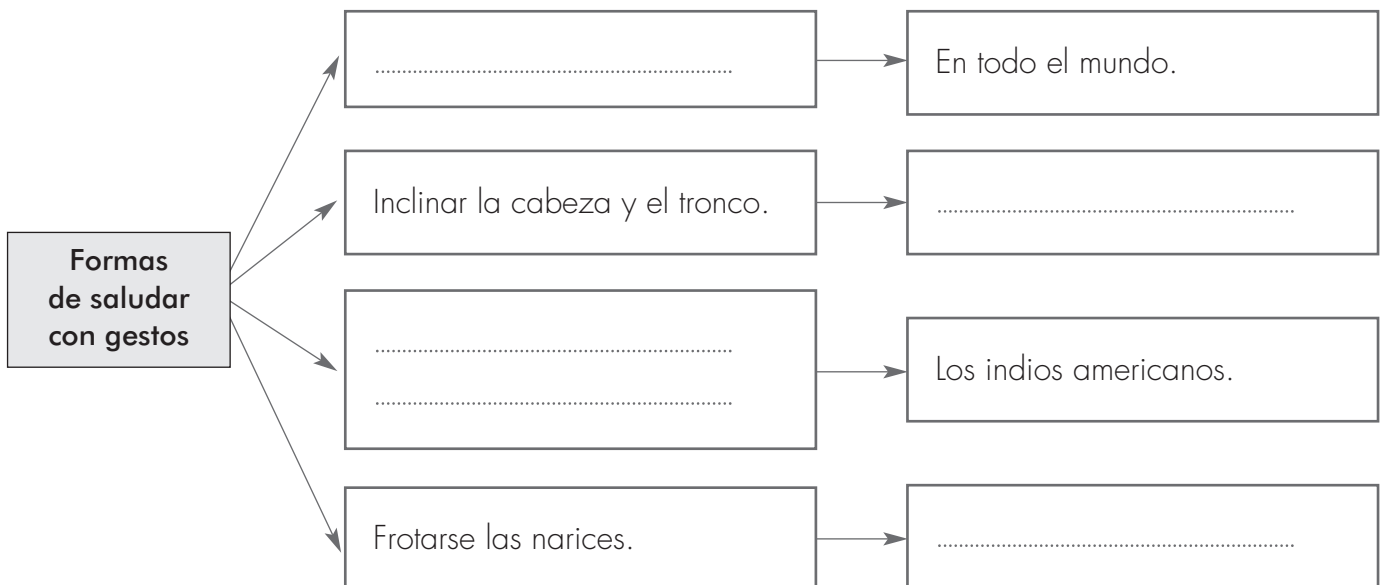 Formas
de saludar
con gestos
............................................................................
En todo el mundo.
Inclinar la cabeza y el tronco.
............................................................................
............................................................................
............................................................................
Los indios americanos.
Frotarse las narices.
............................................................................